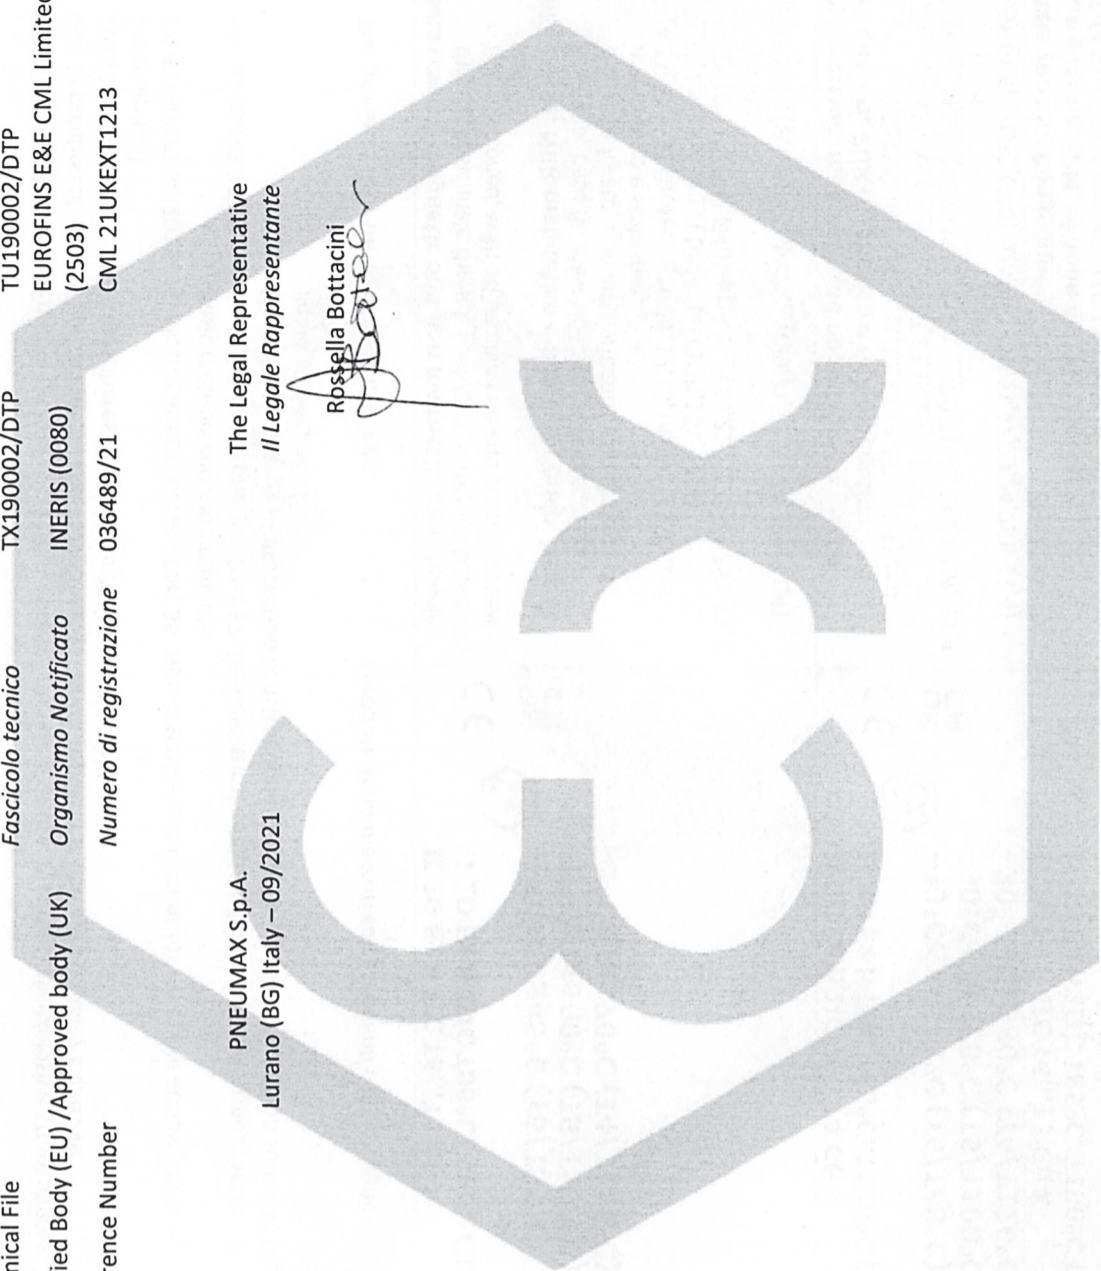 nical File Fascicolo tecnico TX190002/DTP TU190002/DTP
ied Body (EU) /Approved body (UK) Organismo Notificato INERIS (0080) EUROFINS E&E CML Limited
(2503)
rence Number Numero di registrazione 036489/21 CML 21UKEXT1213
PNEUMAX S.p.A. The Legal Representative
Lurano (BG) Italy – 09/2021 Il Legale Rappresentante
Rossella Bottacini
εx